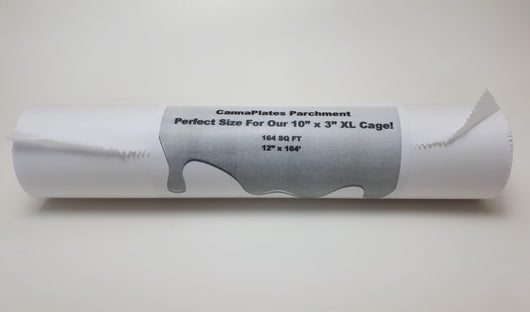 CannaPlates Parchment
Perfect Size For Our 10" x 3" XL Cage!
164 SQ FT
12" x 164'